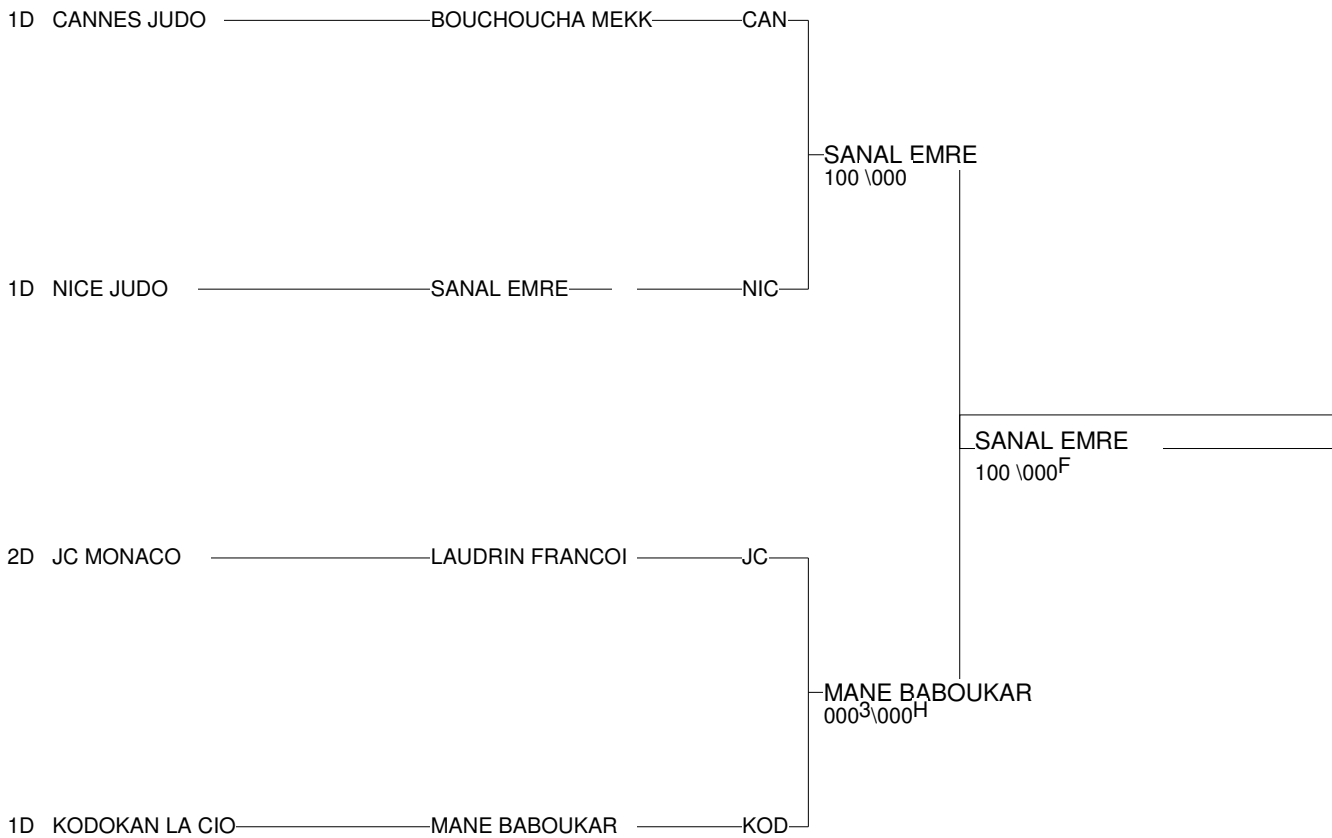 1D CANNES JUDO BOUCHOUCHA MEKK CAN
SANAL EMRE
100 \000
1D NICE JUDO SANAL EMRE NIC
SANAL EMRE
100 \000F
2D JC MONACO LAUDRIN FRANCOI JC
MANE BABOUKAR
0003\000H
1D KODOKAN LA CIO MANE BABOUKAR KOD